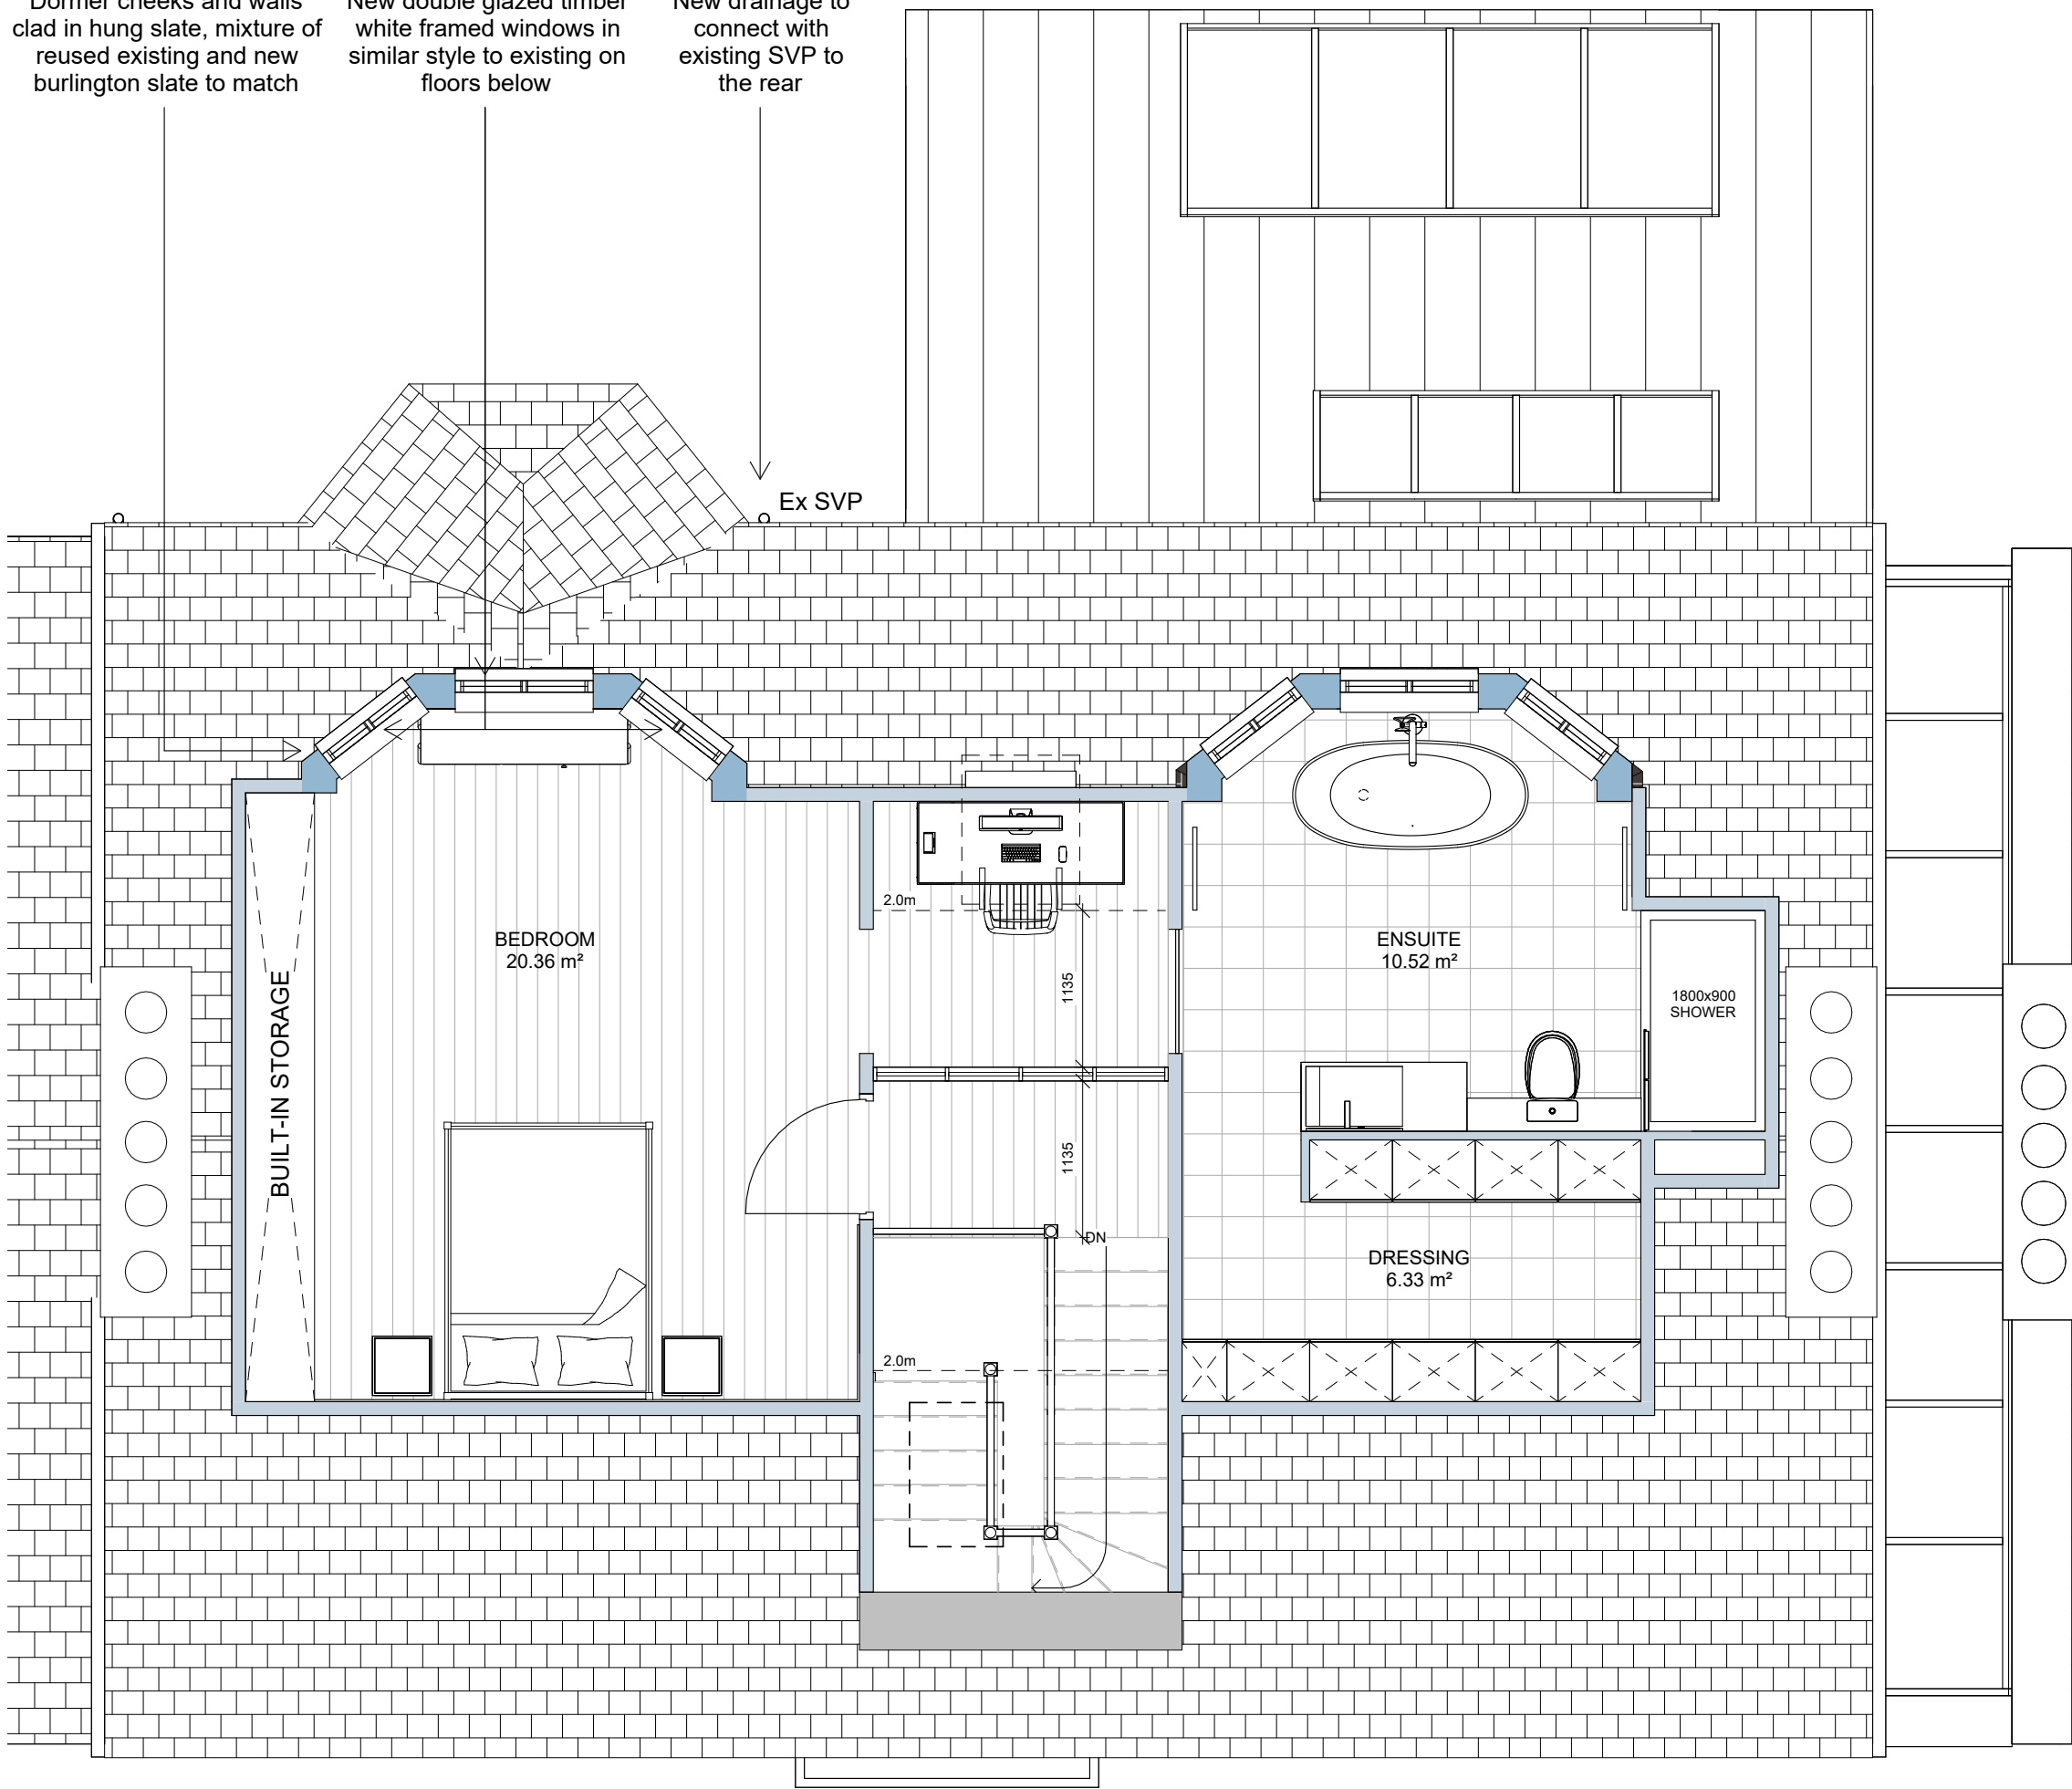 Dormer cheeks and walls
clad in hung slate, mixture of
reused existing and new
burlington slate to match
New double glazed timber
white framed windows in
similar style to existing on
floors below
New drainage to
connect with
existing SVP to
the rear
Ex SVP
2.0m
BEDROOM
20.36 m²
ENSUITE
10.52 m²
BUILT-IN STORAGE
1135
1800x900
SHOWER
1135
DN
DRESSING
6.33 m²
2.0m